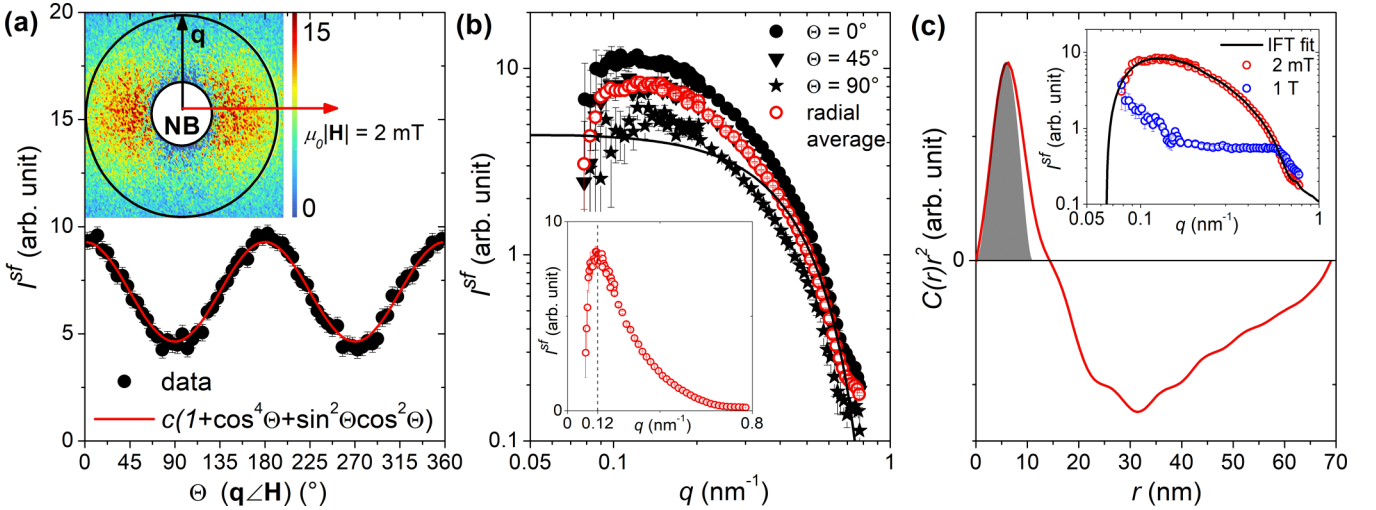 (a)
20
15
10
5
0
I^sf (arb. unit)
q
NB
15
0
μ₀|H| = 2 mT
data
c(1+cos⁴Θ+sin²Θcos²Θ)
0 45 90 135 180 225 270 315 360
Θ (q∠H) (°)
(b)
10
1
0.1
I^sf (arb. unit)
Θ = 0°
Θ = 45°
Θ = 90°
radial
average
10
0
I^sf (arb. unit)
0 0.12 0.8
q (nm⁻¹)
0.05 0.1 1
q (nm⁻¹)
(c)
C(r)r² (arb. unit)
0
10
1
0.1
I^sf (arb. unit)
IFT fit
2 mT
1 T
0.05 0.1 1
q (nm⁻¹)
0 10 20 30 40 50 60 70
r (nm)